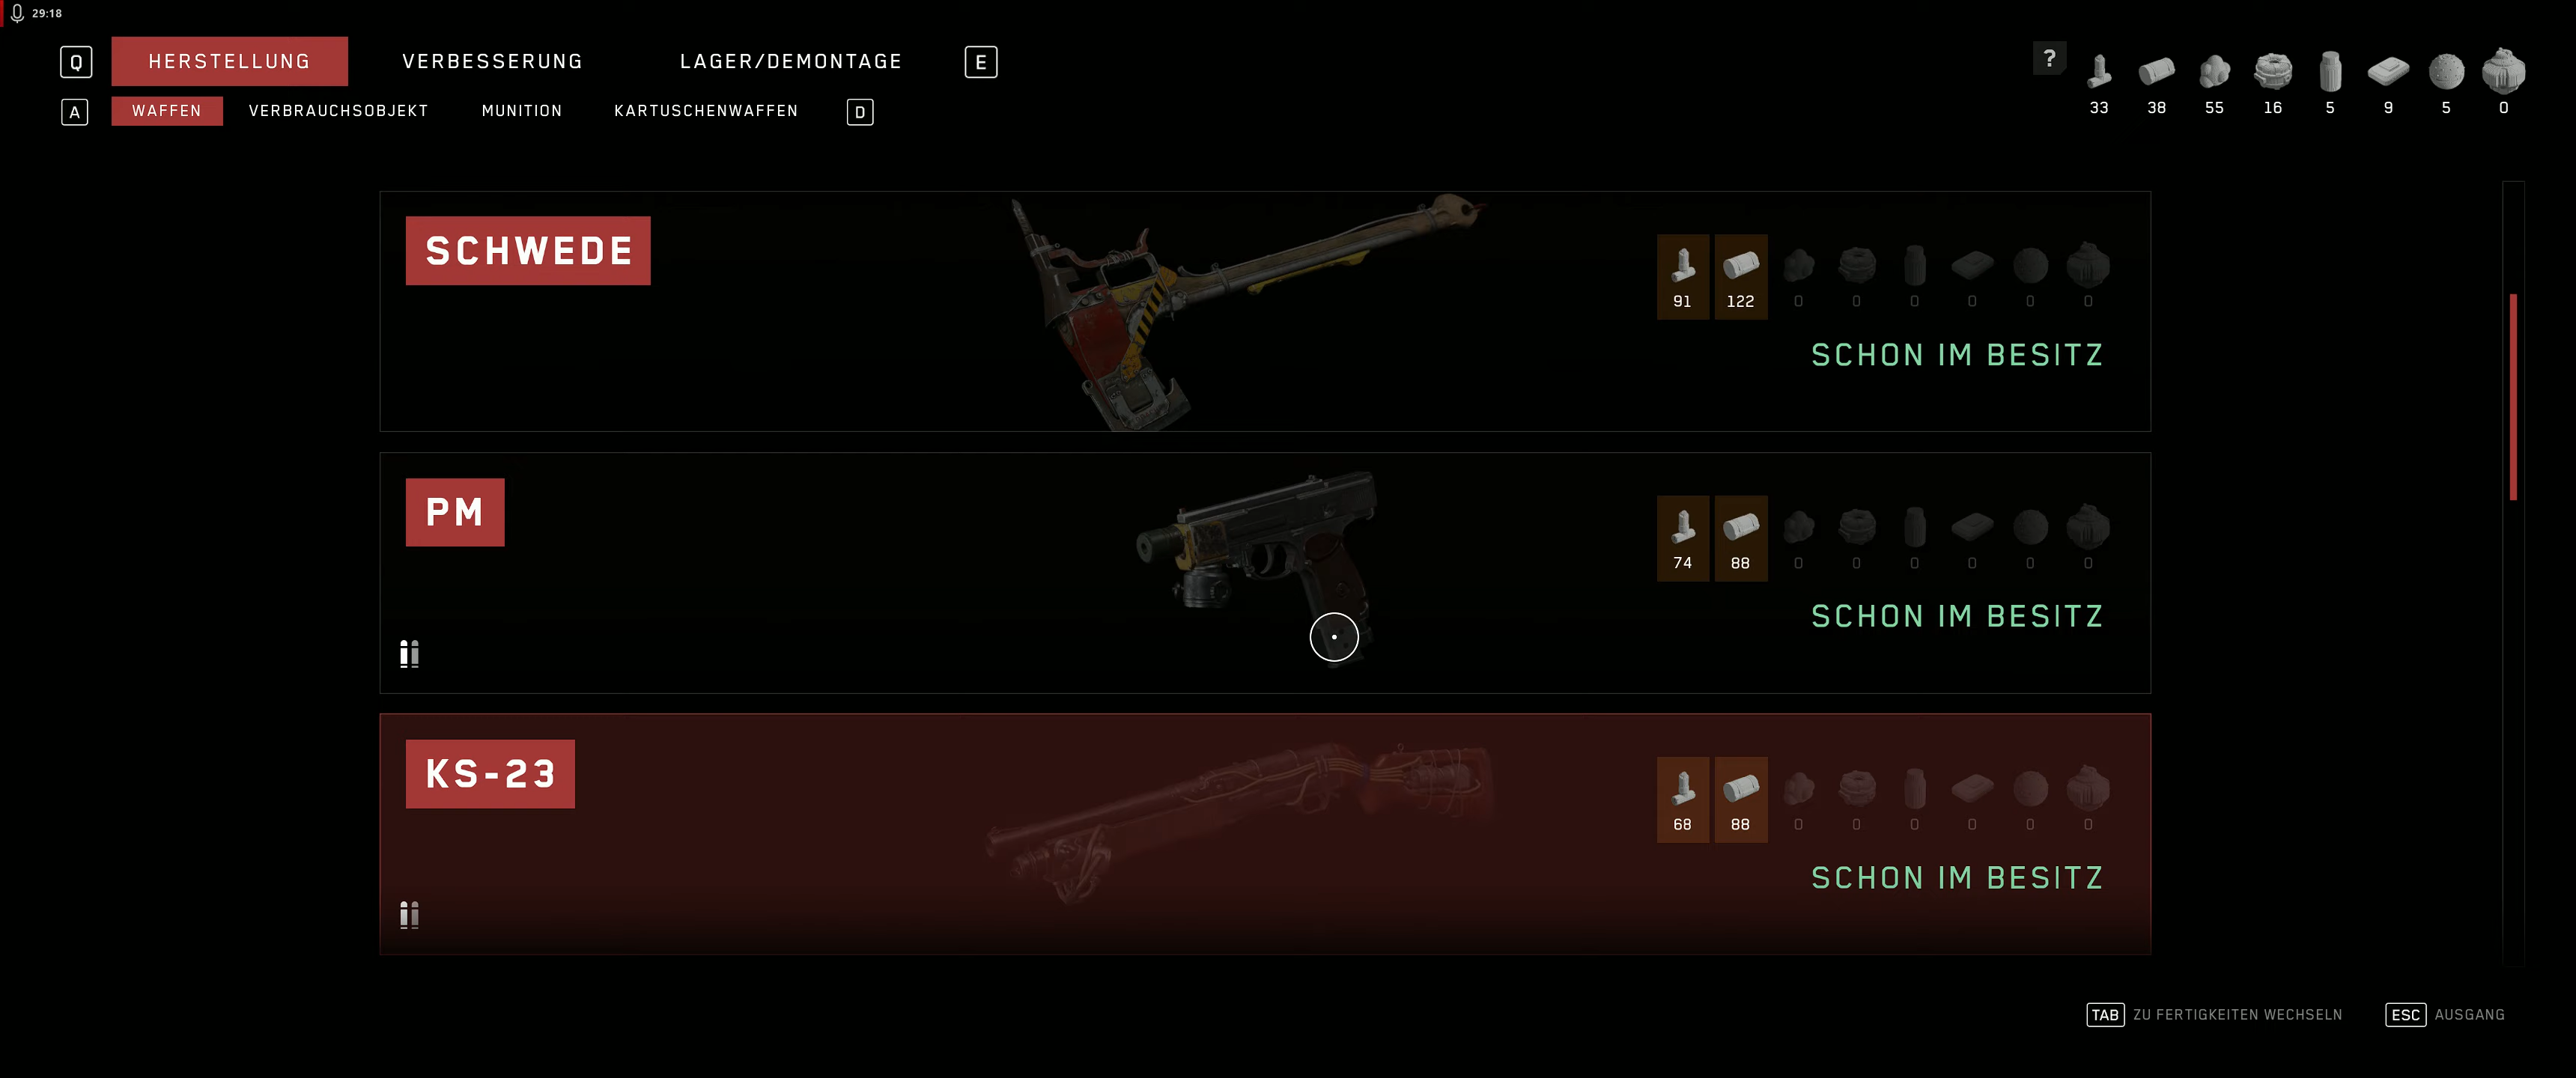 29:18
Q HERSTELLUNG VERBESSERUNG LAGER/DEMONTAGE E
?
33 38 55 16 5 9 5 0
A WAFFEN VERBRAUCHSOBJEKT MUNITION KARTUSCHENWAFFEN D
SCHWEDE
91 122 0 0 0 0 0 0
SCHON IM BESITZ
PM
74 88 0 0 0 0 0 0
SCHON IM BESITZ
KS-23
68 88 0 0 0 0 0 0
SCHON IM BESITZ
TAB ZU FERTIGKEITEN WECHSELN ESC AUSGANG